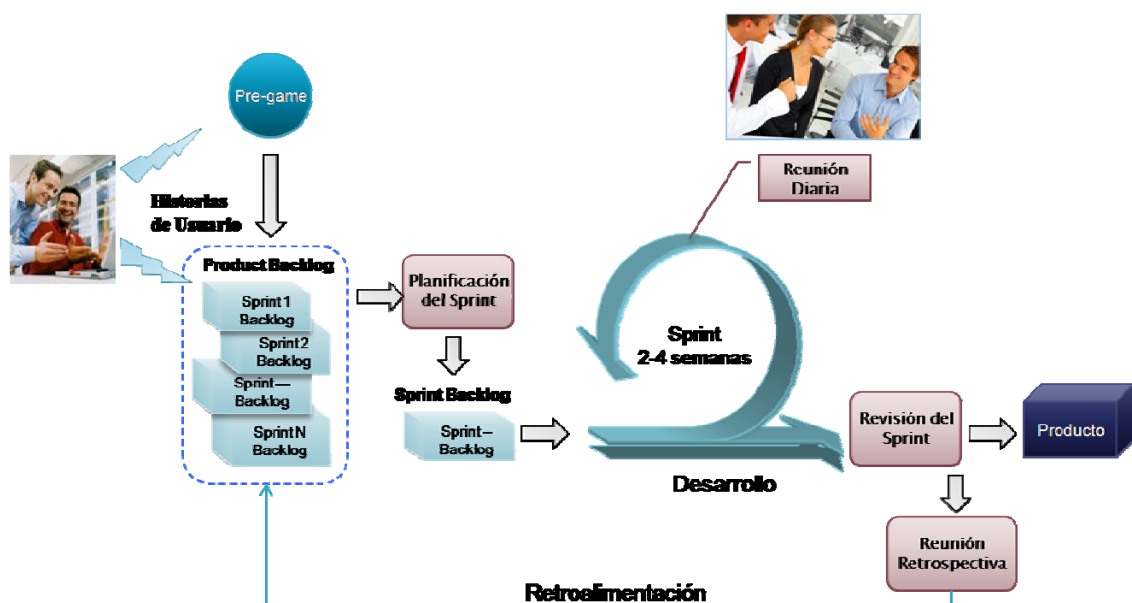 Pre-game
Historias
de Usuario
Product Backlog
Sprint 1
Backlog
Sprint 2
Backlog
Sprint—
Backlog
Sprint N
Backlog
Planificación
del Sprint
Sprint Backlog
Sprint–
Backlog
Reunión
Diaria
Sprint
2-4 semanas
Desarrollo
Revisión del
Sprint
Producto
Reunión
Retrospectiva
Retroalimentación